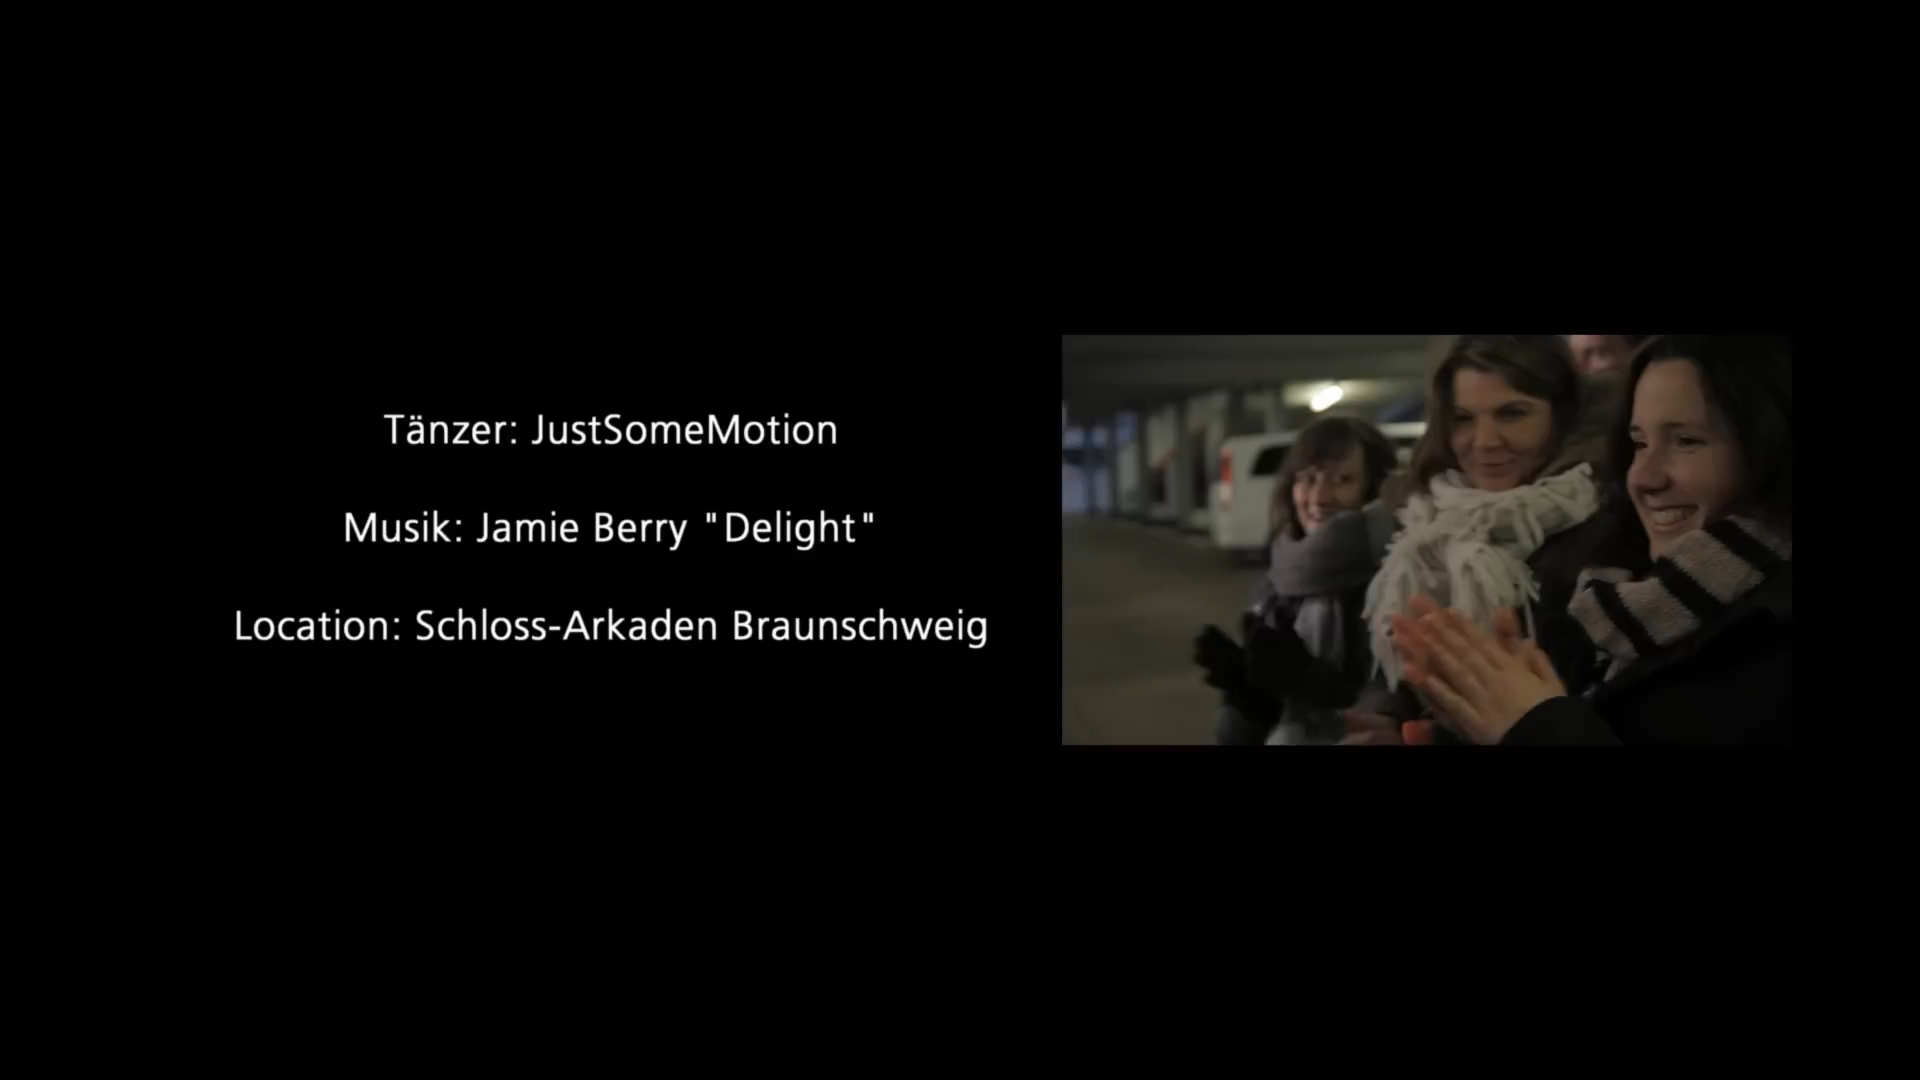 Tänzer: JustSomeMotion
Musik: Jamie Berry "Delight"
Location: Schloss-Arkaden Braunschweig